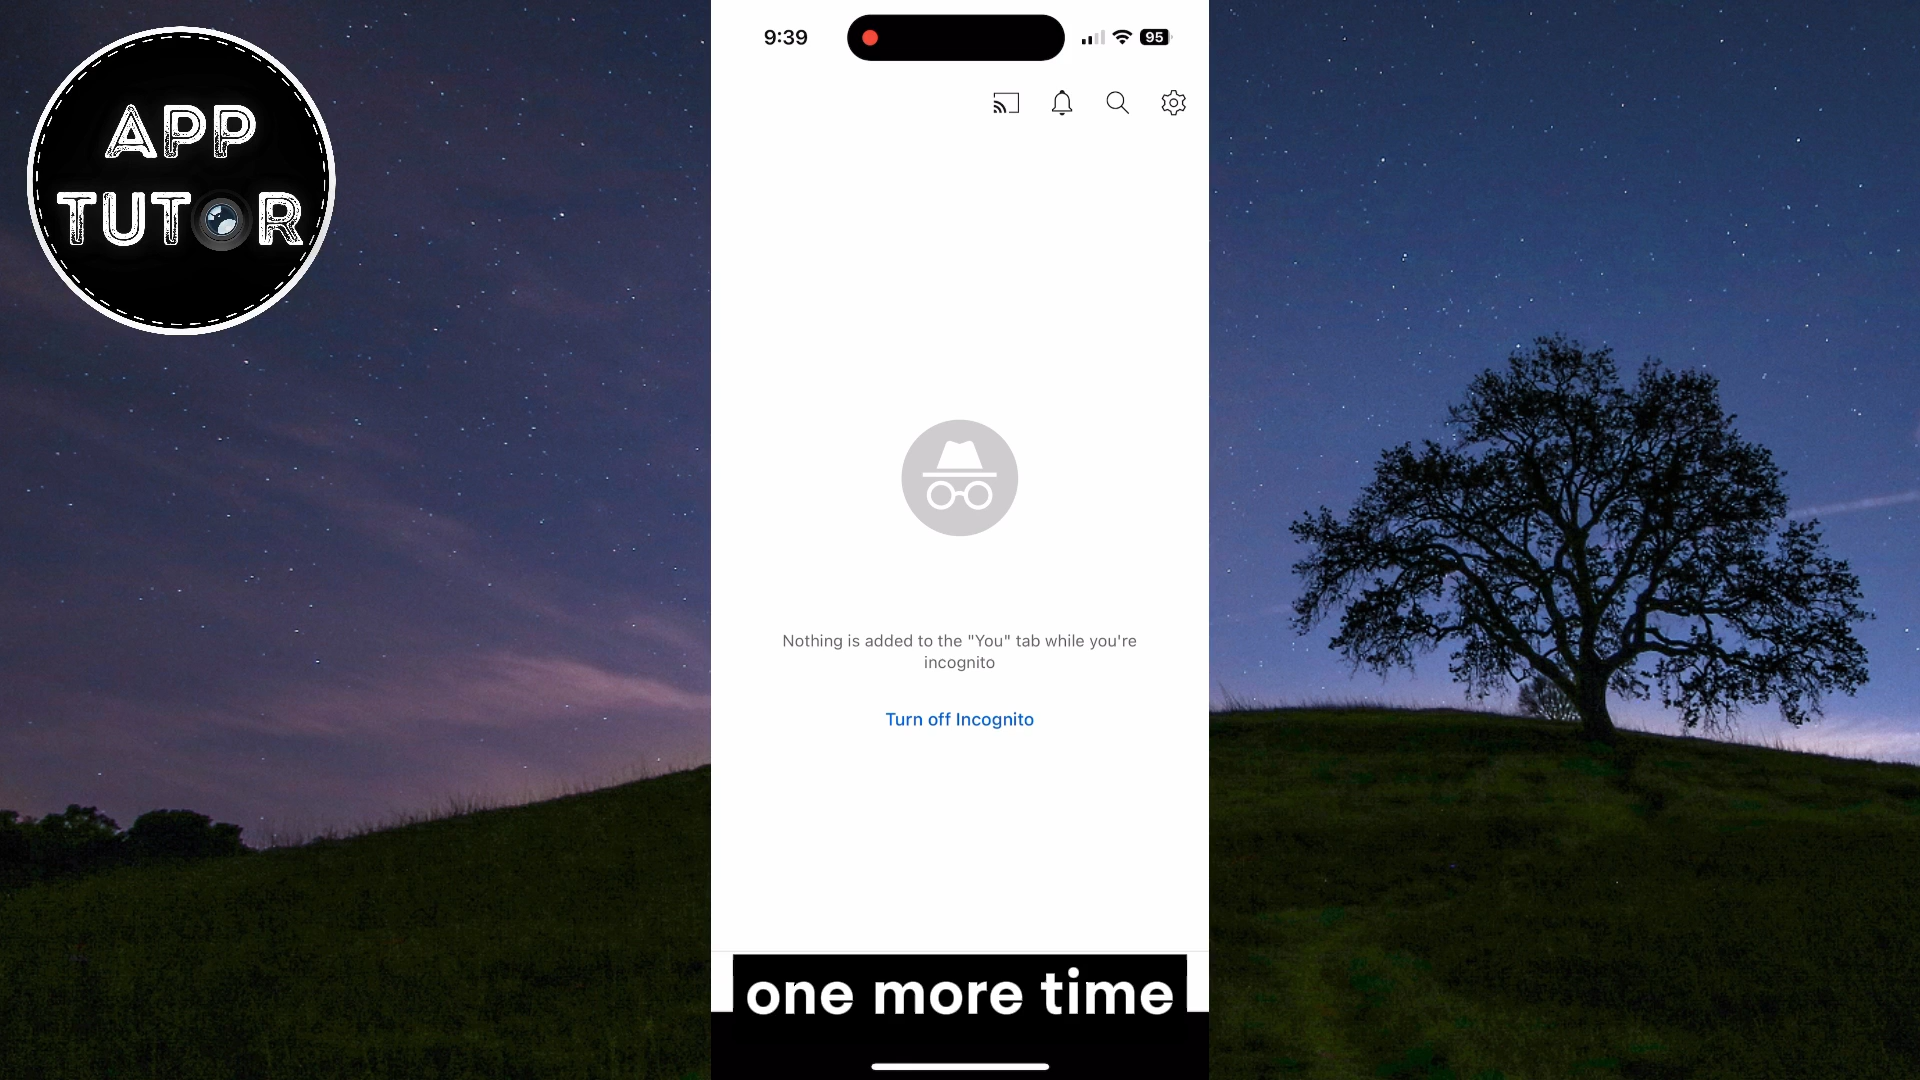 APP
TUTOR
9:39
95
Nothing is added to the "You" tab while you're
incognito
Turn off Incognito
one more time